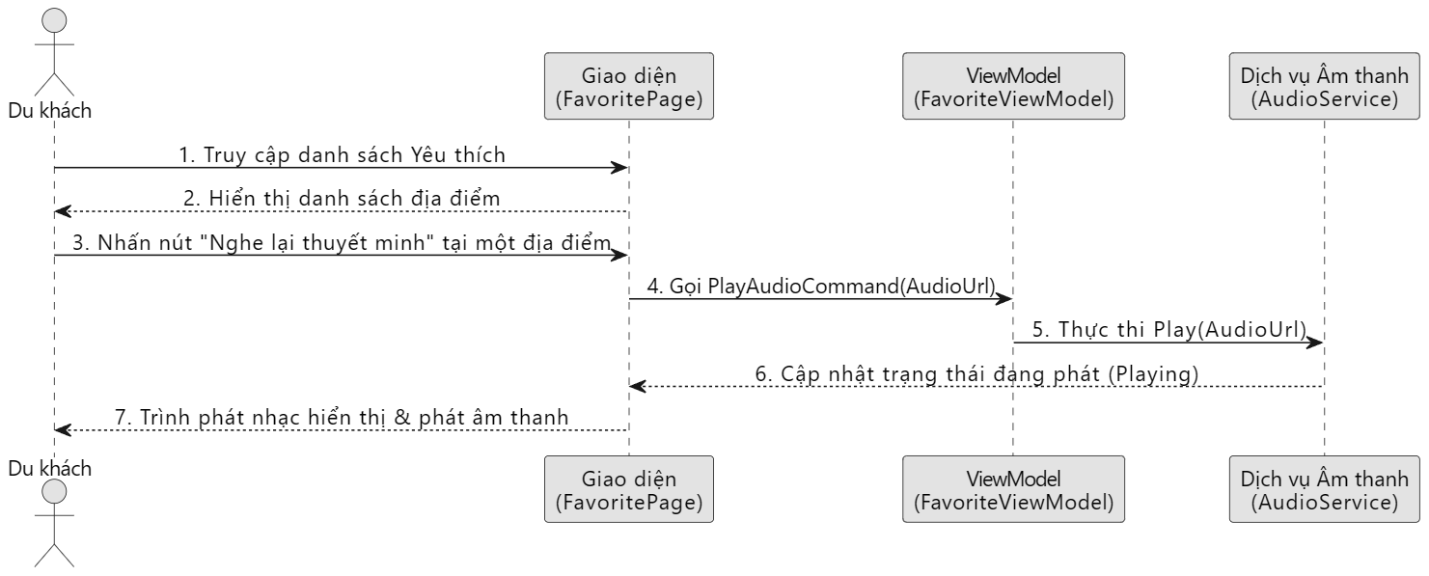 Du khách
Giao diện
(FavoritePage)
ViewModel
(FavoriteViewModel)
Dịch vụ Âm thanh
(AudioService)
1. Truy cập danh sách Yêu thích
2. Hiển thị danh sách địa điểm
3. Nhấn nút "Nghe lại thuyết minh" tại một địa điểm
4. Gọi PlayAudioCommand(AudioUrl)
5. Thực thi Play(AudioUrl)
6. Cập nhật trạng thái đang phát (Playing)
7. Trình phát nhạc hiển thị & phát âm thanh
Du khách
Giao diện
(FavoritePage)
ViewModel
(FavoriteViewModel)
Dịch vụ Âm thanh
(AudioService)